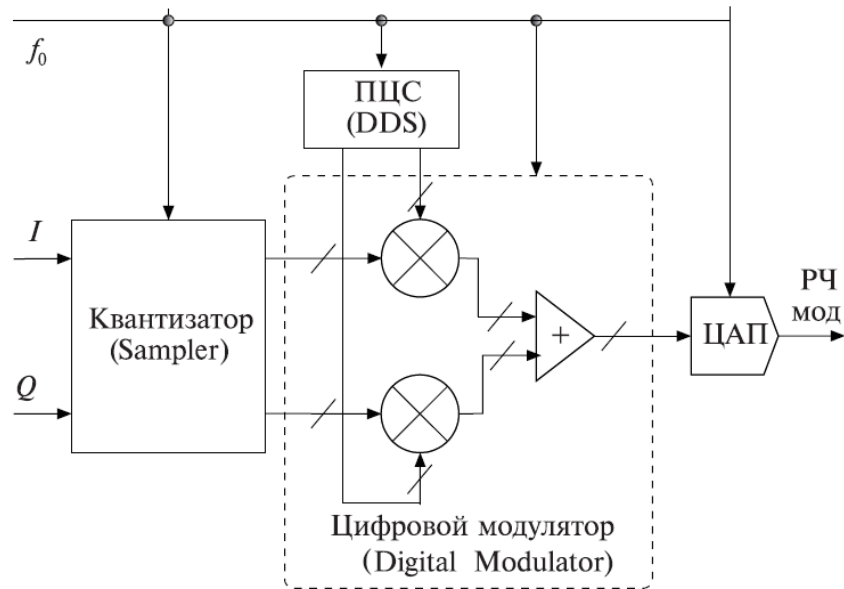 f₀
ПЦС
(DDS)
I
Q
Квантизатор
(Sampler)
+
ЦАП
РЧ
мод
Цифровой модулятор
(Digital Modulator)